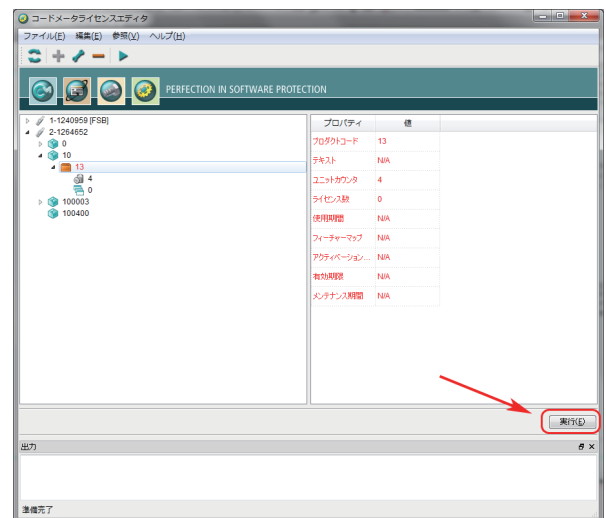 コードメータライセンスエディタ
ファイル(F) 編集(E) 参照(V) ヘルプ(H)
PERFECTION IN SOFTWARE PROTECTION
1-1240959 [FSB]
2-1264652
0
10
13
4
0
100003
100400
プロパティ 値
プロダクトコード 13
テキスト N/A
ユニットカウンタ 4
ライセンス数 0
使用期間 N/A
フィーチャーマップ N/A
アクティベーション... N/A
有効期限 N/A
メンテナンス期間 N/A
実行(E)
出力
準備完了